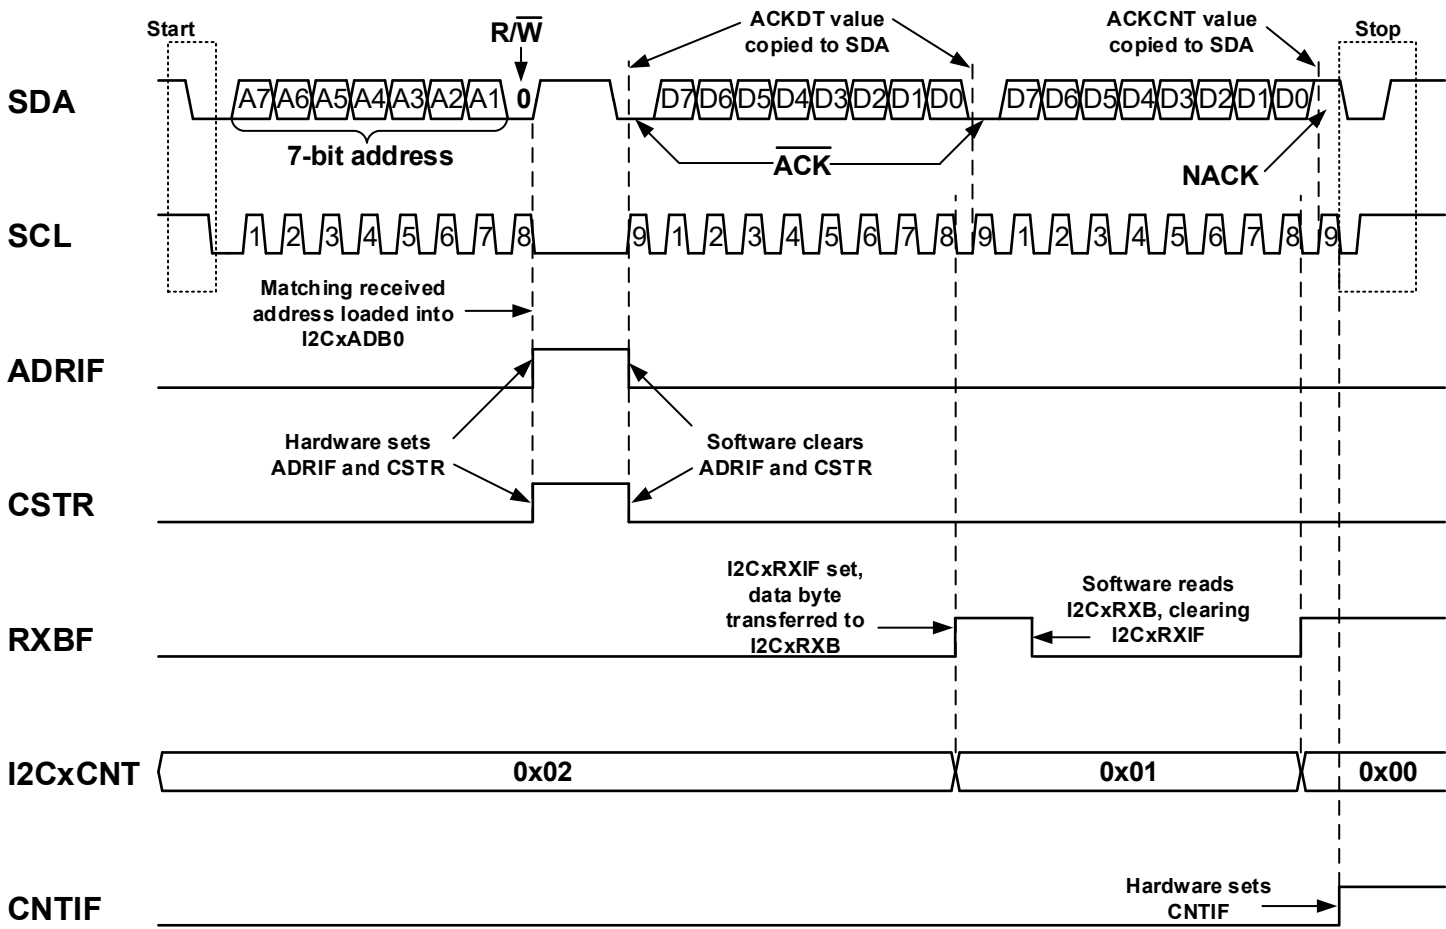 Start
R/W
ACKDT value
copied to SDA
ACKCNT value
copied to SDA
Stop
SDA
A7 A6 A5 A4 A3 A2 A1 0 D7 D6 D5 D4 D3 D2 D1 D0 D7 D6 D5 D4 D3 D2 D1 D0
7-bit address
ACK
NACK
SCL
1 2 3 4 5 6 7 8 9 1 2 3 4 5 6 7 8 9 1 2 3 4 5 6 7 8 9
Matching received
address loaded into
I2CxADB0
ADRIF
Hardware sets
ADRIF and CSTR
Software clears
ADRIF and CSTR
CSTR
I2CxRXIF set,
data byte
transferred to
I2CxRXB
Software reads
I2CxRXB, clearing
I2CxRXIF
RXBF
I2CxCNT
0x02 0x01 0x00
Hardware sets
CNTIF
CNTIF